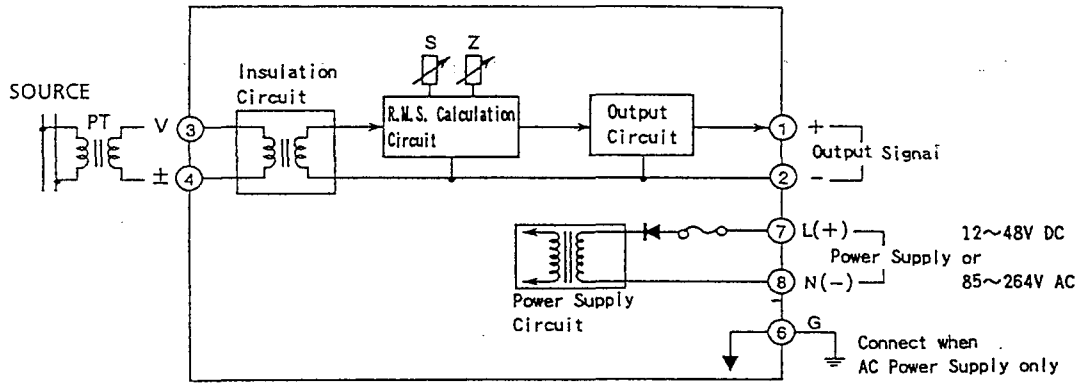 S Z
Insulation
Circuit
SOURCE
PT
V
3
R.M.S. Calculation
Circuit
Output
Circuit
1
+
Output Signal
±
4
2
-
7
L(+)
12~48V DC
Power Supply or
8
N(-)
85~264V AC
Power Supply
Circuit
6
G
Connect when
AC Power Supply only